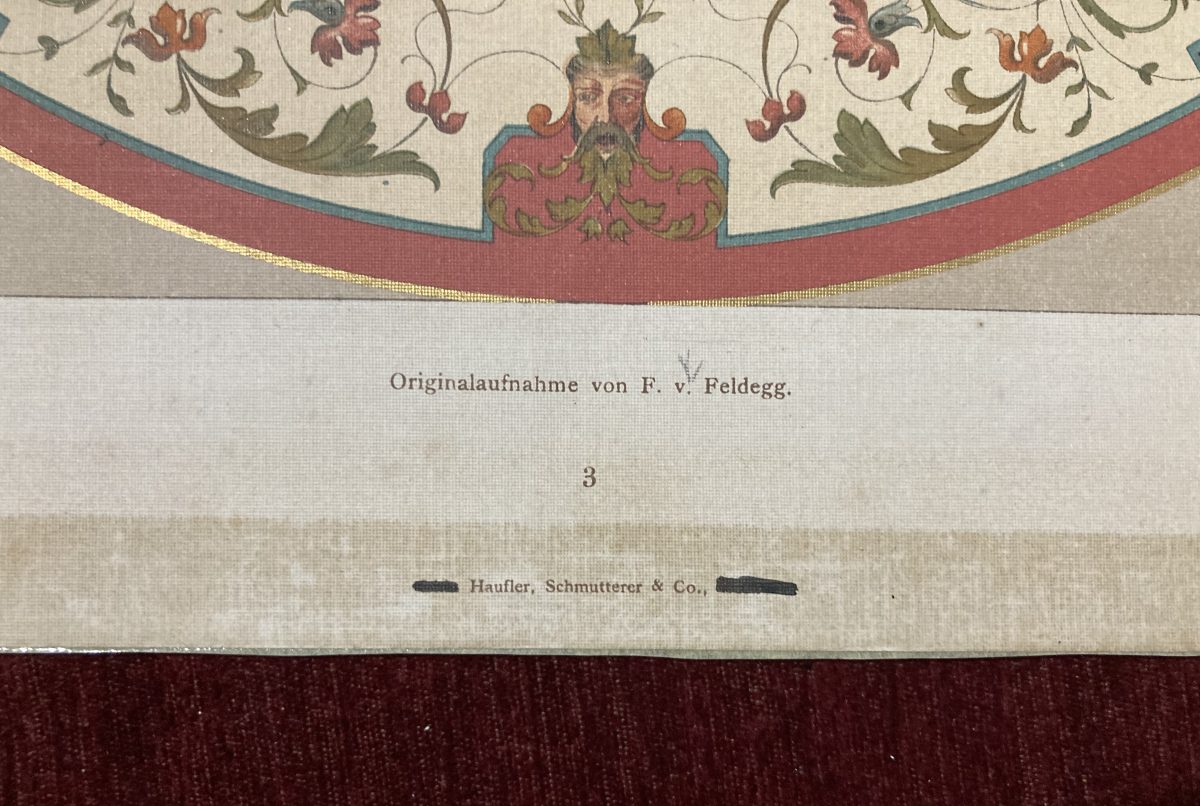 Originalaufnahme von F. v. Feldegg.
3
Haufler, Schmutterer & Co.,